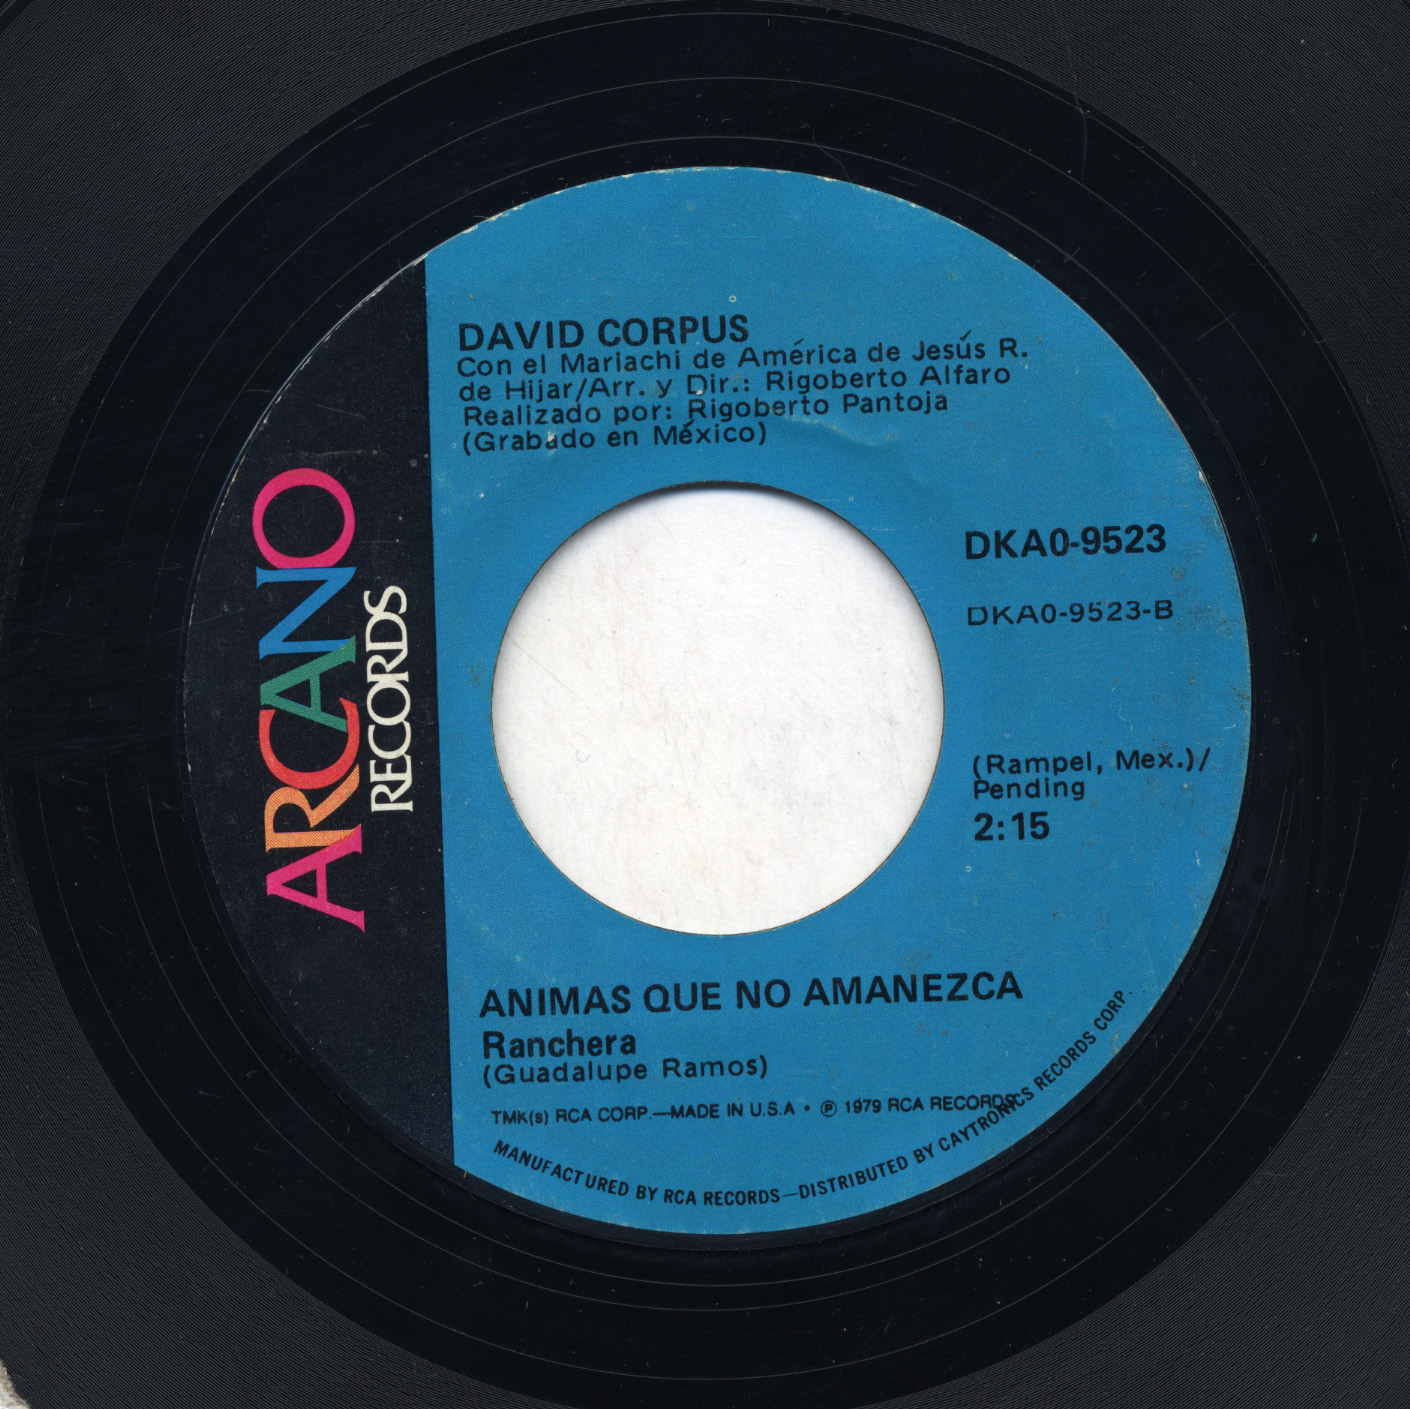 ARCANO
RECORDS
DAVID CORPUS
Con el Mariachi de América de Jesús R.
de Hijar/Arr. y Dir.: Rigoberto Alfaro
Realizado por: Rigoberto Pantoja
(Grabado en México)
DKA0-9523
DKA0-9523-B
(Rampel, Mex.)/
Pending
2:15
ANIMAS QUE NO AMANEZCA
Ranchera
(Guadalupe Ramos)
TMK(s) RCA CORP.—MADE IN U.S.A • ℗ 1979 RCA RECORDS
MANUFACTURED BY RCA RECORDS—DISTRIBUTED BY CAYTRONICS RECORDS CORP.